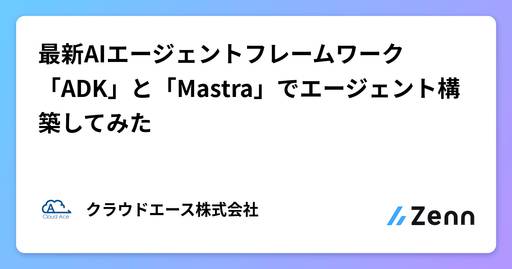 最新AIエージェントフレームワーク
「ADK」と「Mastra」でエージェント構
築してみた
Cloud Ace
クラウドエース株式会社
Zenn